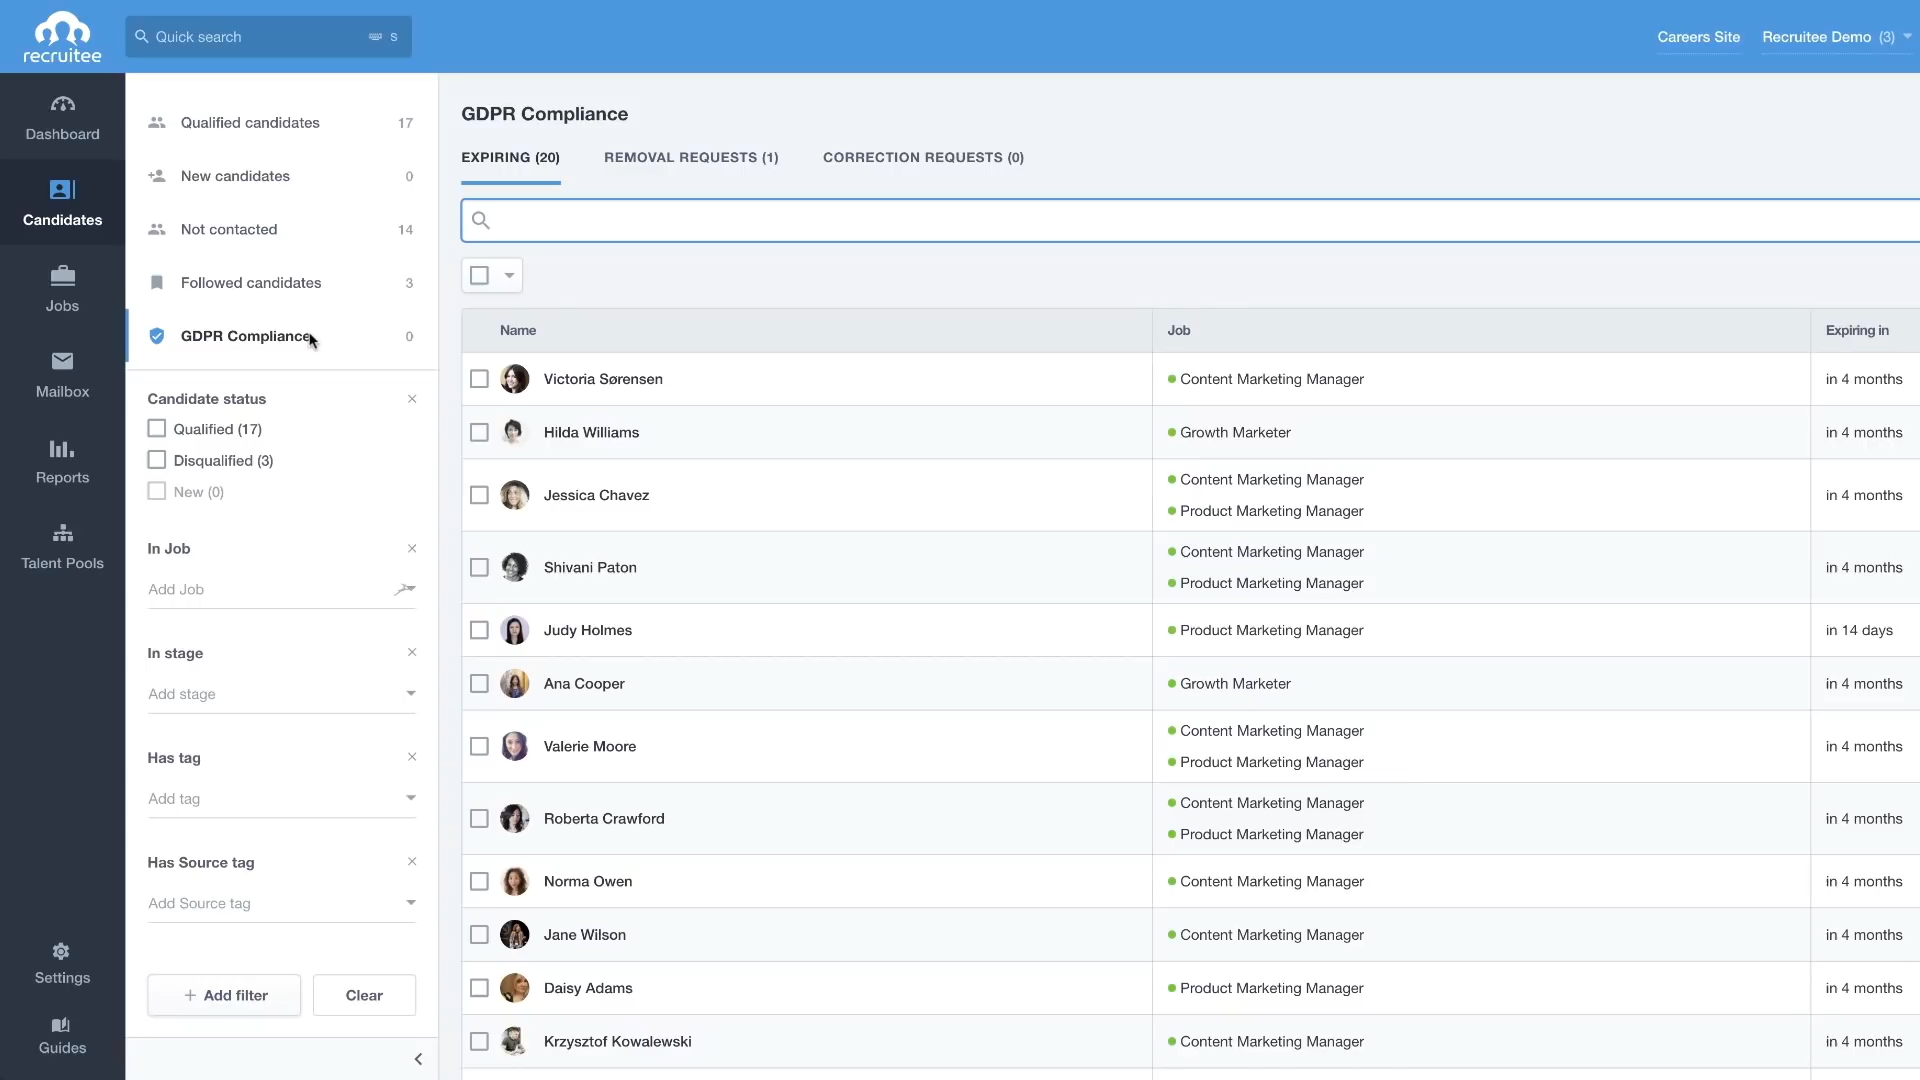 recruitee
Quick search
S
Careers Site
Recruitee Demo (3)
Dashboard
Candidates
Jobs
Mailbox
Reports
Talent Pools
Settings
Guides
Qualified candidates 17
New candidates 0
Not contacted 14
Followed candidates 3
GDPR Compliance 0
Candidate status
Qualified (17)
Disqualified (3)
New (0)
In Job
Add Job
In stage
Add stage
Has tag
Add tag
Has Source tag
Add Source tag
Add filter
Clear
GDPR Compliance
EXPIRING (20) REMOVAL REQUESTS (1) CORRECTION REQUESTS (0)
Name Job Expiring in
Victoria Sørensen Content Marketing Manager in 4 months
Hilda Williams Growth Marketer in 4 months
Jessica Chavez Content Marketing Manager
Product Marketing Manager in 4 months
Shivani Paton Content Marketing Manager
Product Marketing Manager in 4 months
Judy Holmes Product Marketing Manager in 14 days
Ana Cooper Growth Marketer in 4 months
Valerie Moore Content Marketing Manager
Product Marketing Manager in 4 months
Roberta Crawford Content Marketing Manager
Product Marketing Manager in 4 months
Norma Owen Content Marketing Manager in 4 months
Jane Wilson Content Marketing Manager in 4 months
Daisy Adams Product Marketing Manager in 4 months
Krzysztof Kowalewski Content Marketing Manager in 4 months